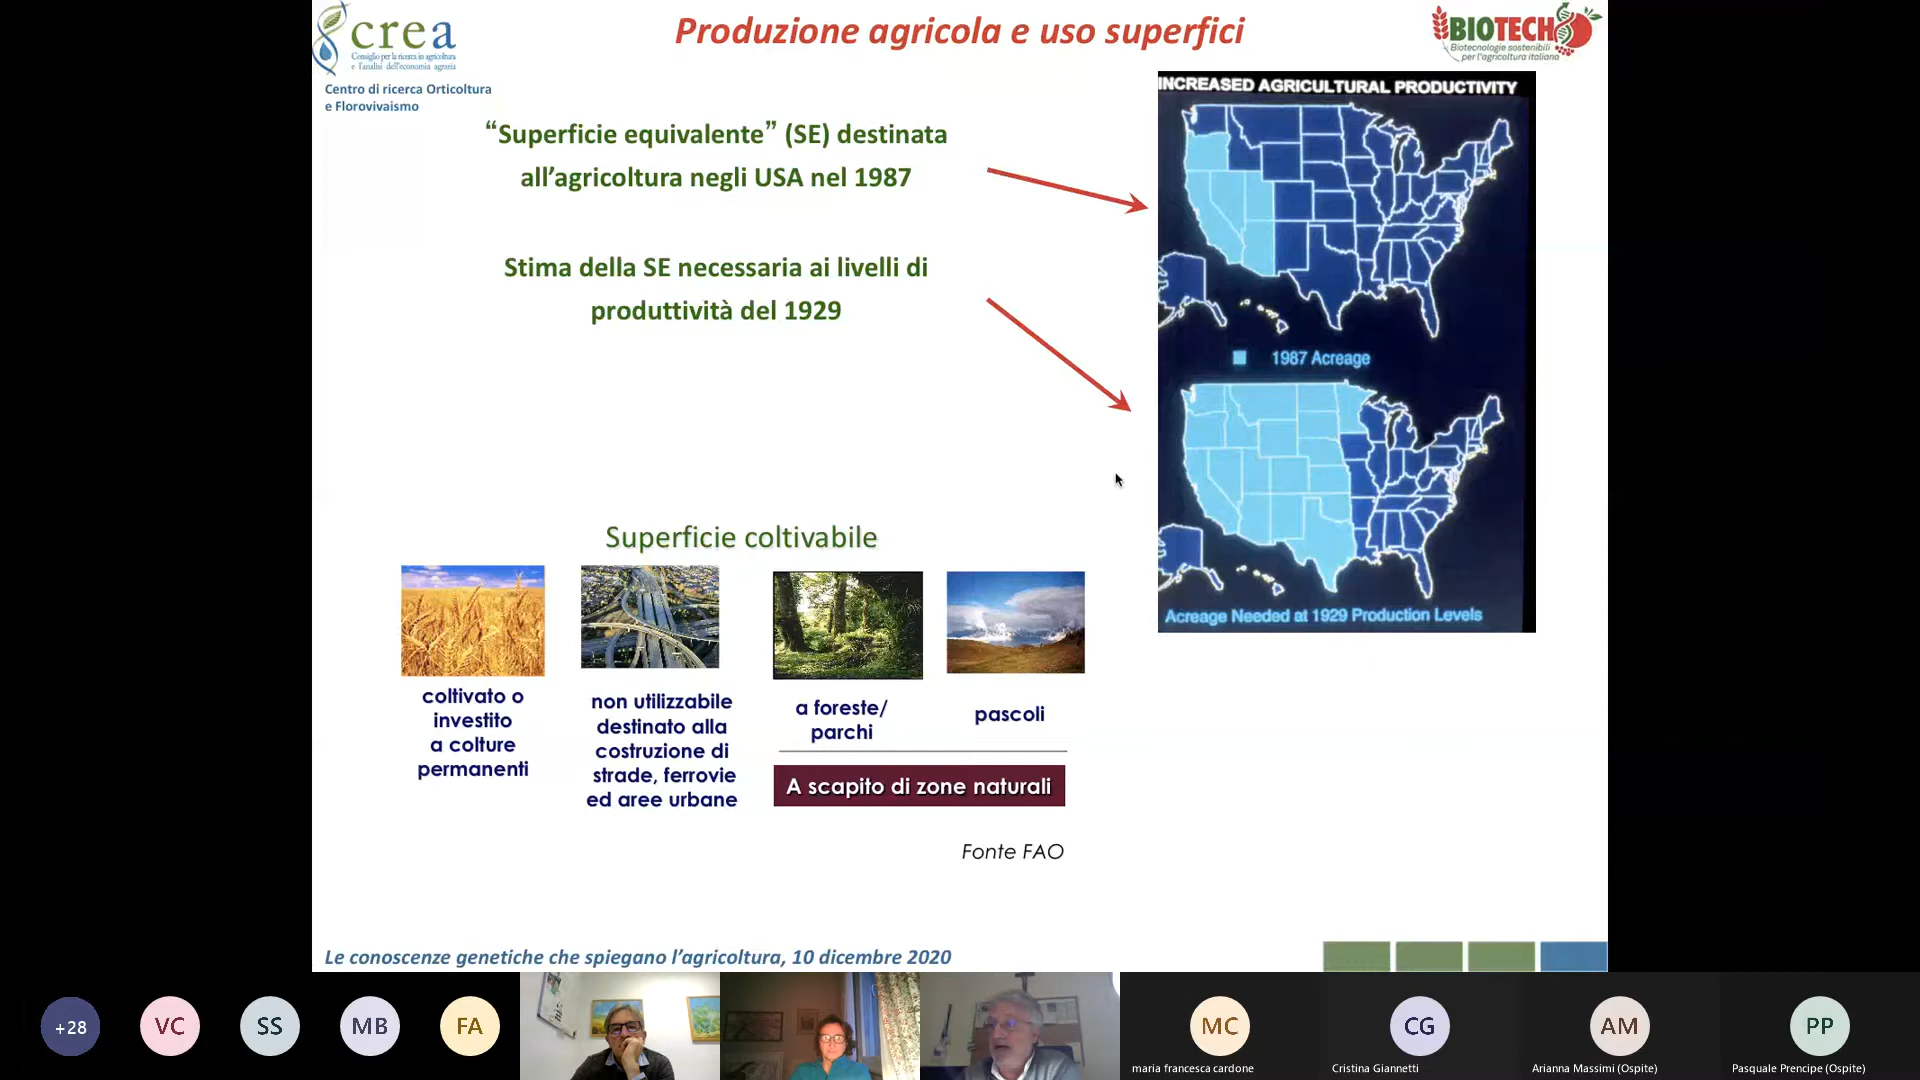 crea
Consiglio per la ricerca in agricoltura
e l'analisi dell'economia agraria
Centro di ricerca Orticoltura
e Florovivaismo
Produzione agricola e uso superfici
BIOTECH
Biotecnologie sostenibili
per l'agricoltura italiana
“Superficie equivalente” (SE) destinata
all’agricoltura negli USA nel 1987
Stima della SE necessaria ai livelli di
produttività del 1929
INCREASED AGRICULTURAL PRODUCTIVITY
1987 Acreage
Acreage Needed at 1929 Production Levels
Superficie coltivabile
coltivato o
investito
a colture
permanenti
non utilizzabile
destinato alla
costruzione di
strade, ferrovie
ed aree urbane
a foreste/
parchi
pascoli
A scapito di zone naturali
Fonte FAO
Le conoscenze genetiche che spiegano l’agricoltura, 10 dicembre 2020
+28
VC
SS
MB
FA
MC
CG
AM
PP
maria francesca cardone
Cristina Giannetti
Arianna Massimi (Ospite)
Pasquale Prencipe (Ospite)